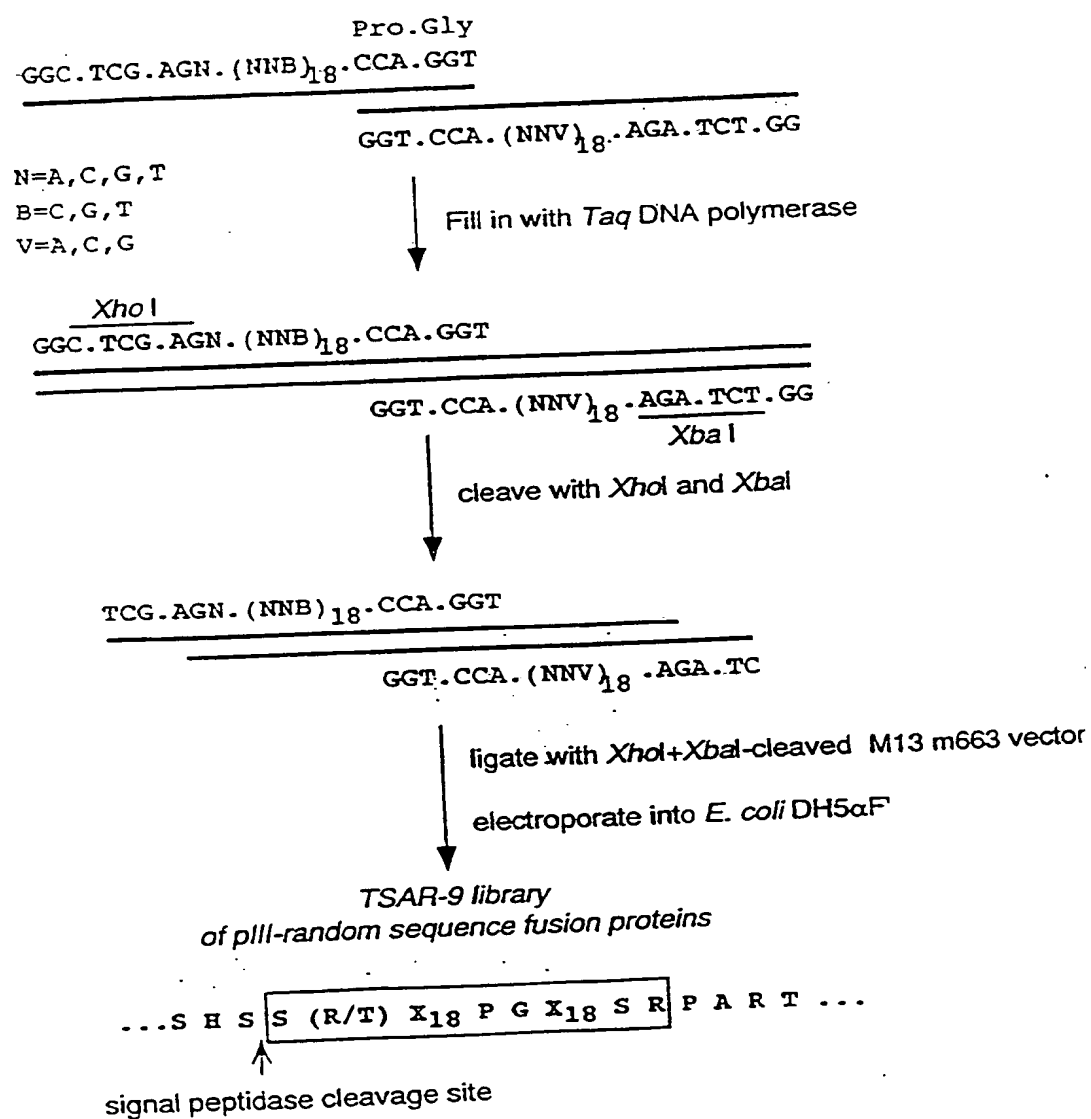 Pro.Gly
GGC.TCG.AGN.(NNB)18.CCA.GGT
GGT.CCA.(NNV)18.AGA.TCT.GG
N=A,C,G,T
B=C,G,T
V=A,C,G
Fill in with Taq DNA polymerase
Xho I
GGC.TCG.AGN.(NNB)18.CCA.GGT
GGT.CCA.(NNV)18.AGA.TCT.GG
Xba I
cleave with XhoI and XbaI
TCG.AGN.(NNB)18.CCA.GGT
GGT.CCA.(NNV)18.AGA.TC
ligate with XhoI+XbaI-cleaved M13 m663 vector
electroporate into E. coli DH5αF'
TSAR-9 library
of pIII-random sequence fusion proteins
...S H S S (R/T) X18 P G X18 S R P A R T ...
signal peptidase cleavage site